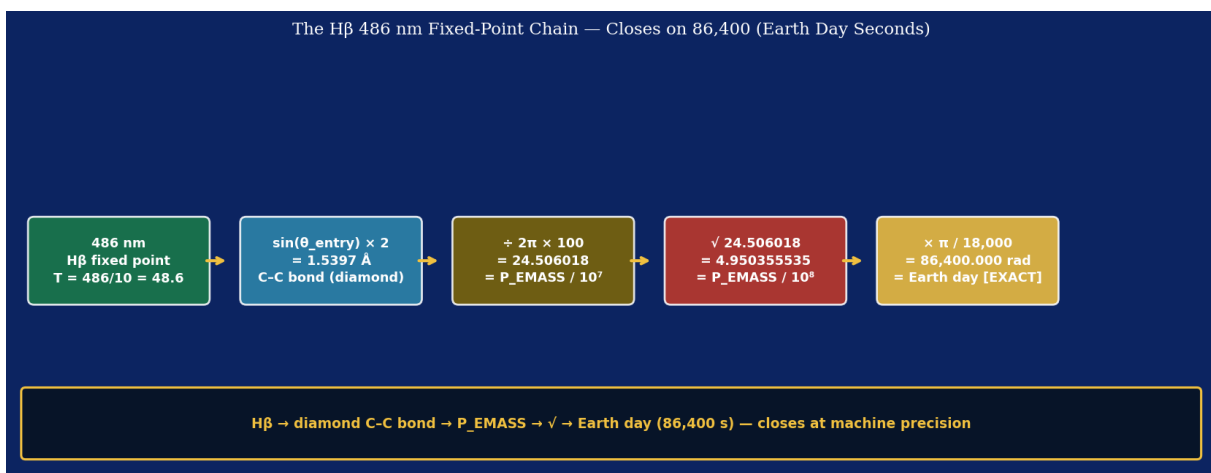 The Hβ 486 nm Fixed-Point Chain — Closes on 86,400 (Earth Day Seconds)
486 nm
Hβ fixed point
T = 486/10 = 48.6
sin(θ_entry) × 2
= 1.5397 Å
C–C bond (diamond)
÷ 2π × 100
= 24.506018
= P_EMASS / 10⁷
√ 24.506018
= 4.950355535
= P_EMASS / 10⁸
× π / 18,000
= 86,400.000 rad
= Earth day [EXACT]
Hβ → diamond C–C bond → P_EMASS → √ → Earth day (86,400 s) — closes at machine precision